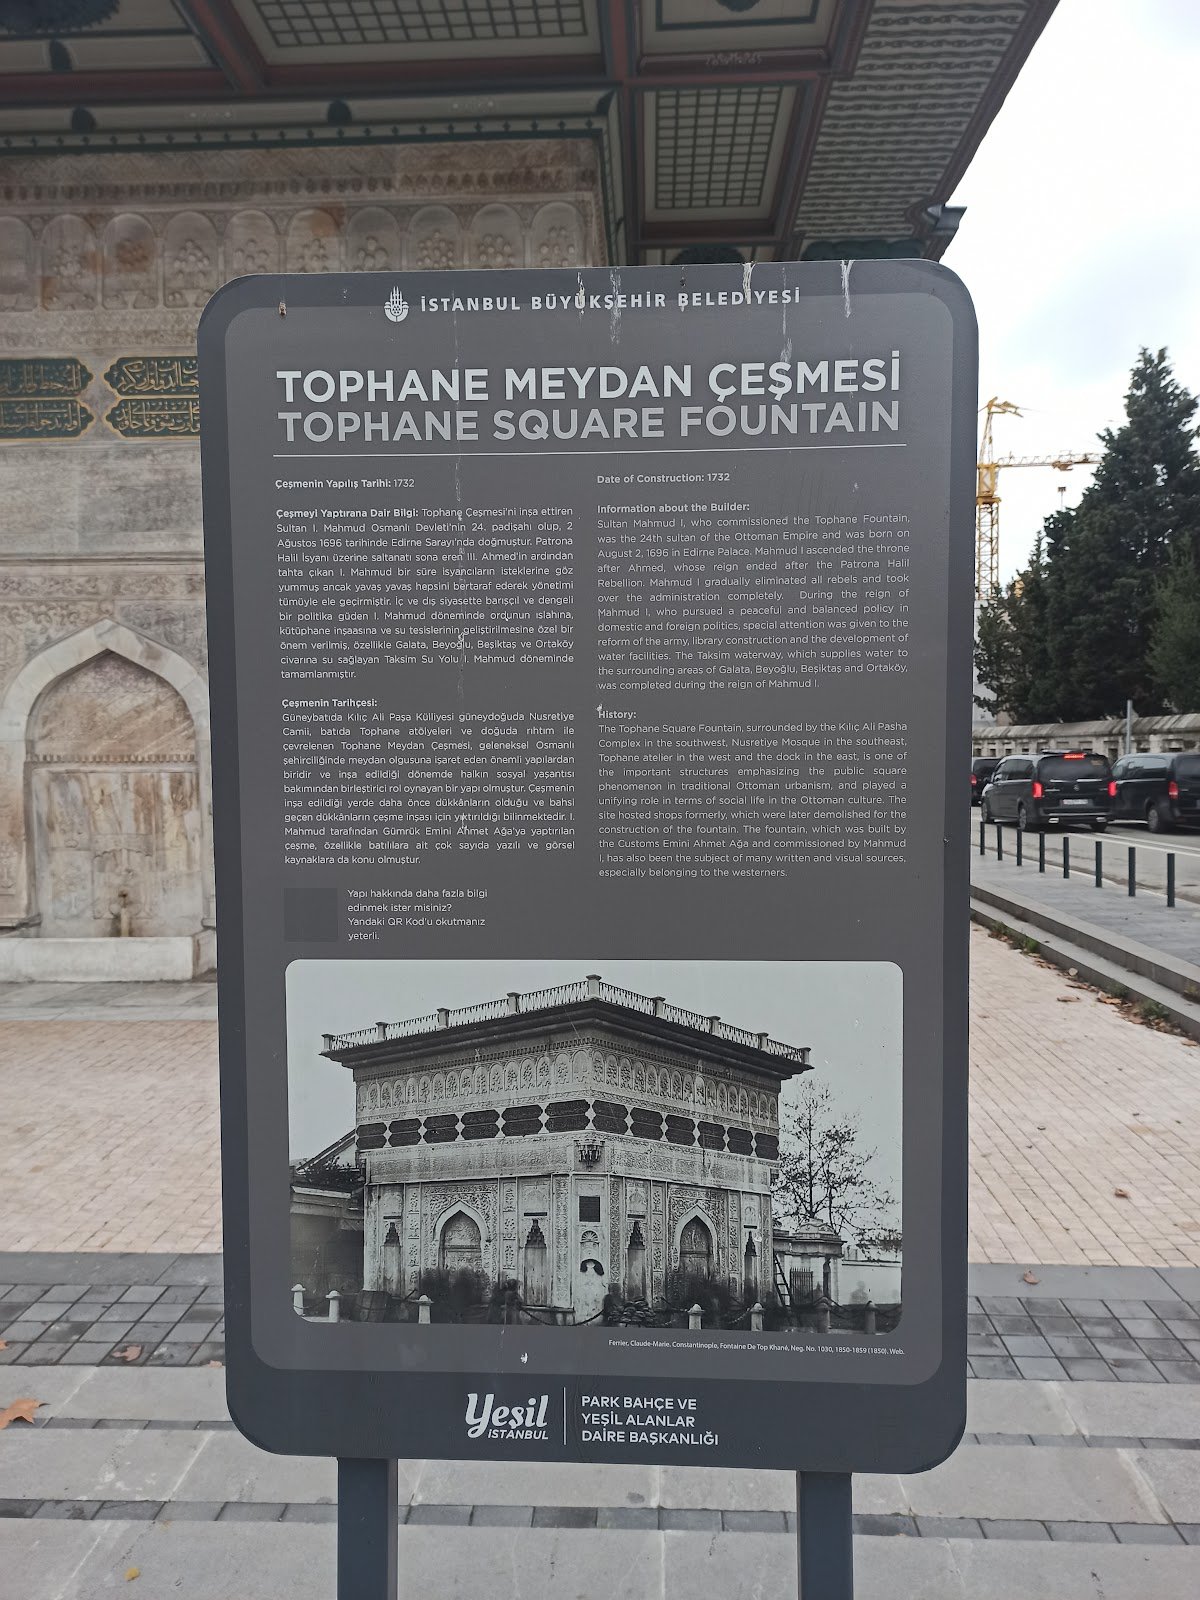 İSTANBUL BÜYÜKŞEHİR BELEDİYESİ
TOPHANE MEYDAN ÇEŞMESİ
TOPHANE SQUARE FOUNTAIN
Çeşmenin Yapılış Tarihi: 1732
Çeşmeyi Yaptırana Dair Bilgi: Tophane Çeşmesi'ni inşa ettiren
Sultan I. Mahmud Osmanlı Devleti'nin 24. padişahı olup, 2
Ağustos 1696 tarihinde Edirne Sarayı'nda doğmuştur. Patrona
Halil İsyanı üzerine saltanatı sona eren III. Ahmed'in ardından
tahta çıkan I. Mahmud bir süre isyancıların isteklerine göz
yummuş ancak yavaş yavaş hepsini bertaraf ederek yönetimi
tümüyle ele geçirmiştir. İç ve dış siyasette barışçıl ve dengeli
bir politika güden I. Mahmud döneminde ordunun ıslahına,
kütüphane inşaasına ve su tesislerinin geliştirilmesine özel bir
önem verilmiş, özellikle Galata, Beyoğlu, Beşiktaş ve Ortaköy
civarına su sağlayan Taksim Su Yolu I. Mahmud döneminde
tamamlanmıştır.
Çeşmenin Tarihçesi:
Güneybatıda Kılıç Ali Paşa Külliyesi güneydoğuda Nusretiye
Camii, batıda Tophane atölyeleri ve doğuda rıhtım ile
çevrelenen Tophane Meydan Çeşmesi, geleneksel Osmanlı
şehirciliğinde meydan olgusuna işaret eden önemli yapılardan
biridir ve inşa edildiği dönemde halkın sosyal yaşantısı
bakımından birleştirici rol oynayan bir yapı olmuştur. Çeşmenin
inşa edildiği yerde daha önce dükkânların olduğu ve bahsi
geçen dükkânların çeşme inşası için yıktırıldığı bilinmektedir. I.
Mahmud tarafından Gümrük Emini Ahmet Ağa'ya yaptırılan
çeşme, özellikle batılılara ait çok sayıda yazılı ve görsel
kaynaklara da konu olmuştur.
Yapı hakkında daha fazla bilgi
edinmek ister misiniz?
Yandaki QR Kod'u okutmanız
yeterli.
Date of Construction: 1732
Information about the Builder:
Sultan Mahmud I, who commissioned the Tophane Fountain,
was the 24th sultan of the Ottoman Empire and was born on
August 2, 1696 in Edirne Palace. Mahmud I ascended the throne
after Ahmed, whose reign ended after the Patrona Halil
Rebellion. Mahmud I gradually eliminated all rebels and took
over the administration completely. During the reign of
Mahmud I, who pursued a peaceful and balanced policy in
domestic and foreign politics, special attention was given to the
reform of the army, library construction and the development of
water facilities. The Taksim waterway, which supplies water to
the surrounding areas of Galata, Beyoğlu, Beşiktaş and Ortaköy,
was completed during the reign of Mahmud I.
History:
The Tophane Square Fountain, surrounded by the Kılıç Ali Pasha
Complex in the southwest, Nusretiye Mosque in the southeast,
Tophane atelier in the west and the dock in the east, is one of
the important structures emphasizing the public square
phenomenon in traditional Ottoman urbanism, and played a
unifying role in terms of social life in the Ottoman culture. The
site hosted shops formerly, which were later demolished for the
construction of the fountain. The fountain, which was built by
the Customs Emini Ahmet Ağa and commissioned by Mahmud
I, has also been the subject of many written and visual sources,
especially belonging to the westerners.
Ferrier, Claude-Marie. Constantinople, Fontaine De Top Khané, Neg. No. 1030, 1850-1859 (1850). Web.
Yeşil
İSTANBUL
PARK BAHÇE VE
YEŞİL ALANLAR
DAİRE BAŞKANLIĞI